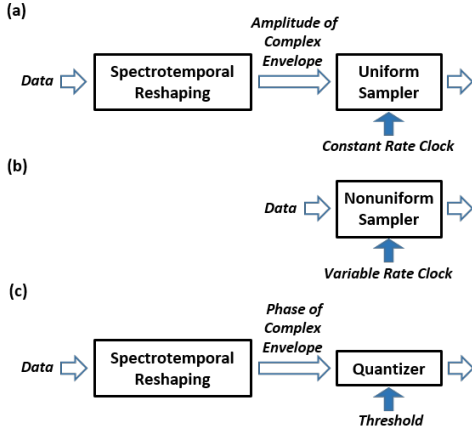 (a)
Amplitude of
Complex
Envelope
Data
Spectrotemporal
Reshaping
Uniform
Sampler
Constant Rate Clock
(b)
Data
Nonuniform
Sampler
Variable Rate Clock
(c)
Phase of
Complex
Envelope
Data
Spectrotemporal
Reshaping
Quantizer
Threshold